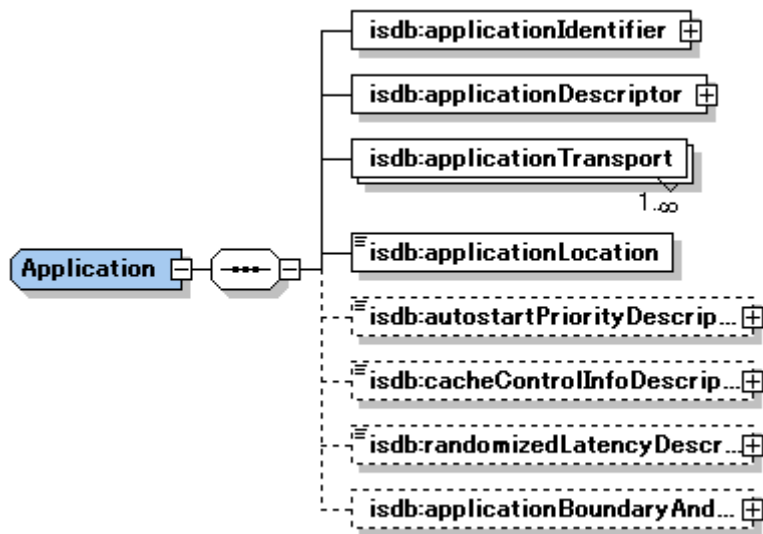 isdb:applicationIdentifier
isdb:applicationDescriptor
isdb:applicationTransport
1..∞
Application
isdb:applicationLocation
isdb:autostartPriorityDescrip...
isdb:cacheControlInfoDescrip...
isdb:randomizedLatencyDescr...
isdb:applicationBoundaryAnd...